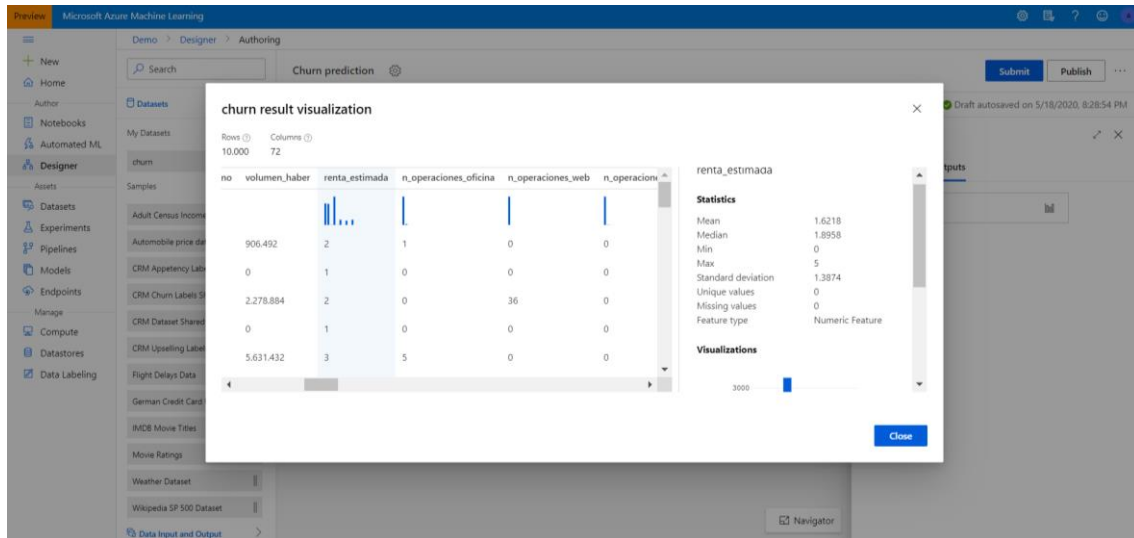 Preview Microsoft Azure Machine Learning
Demo > Designer > Authoring
New
Home
Author
Notebooks
Automated ML
Designer
Assets
Datasets
Experiments
Pipelines
Models
Endpoints
Manage
Compute
Datastores
Data Labeling
Search
Datasets
My Datasets
churn
Samples
Adult Census Income
Automobile price dat
CRM Appetency Labe
CRM Churn Labels Sh
CRM Dataset Shared
CRM Upselling Label
Flight Delays Data
German Credit Card
IMDB Movie Titles
Movie Ratings
Weather Dataset
Wikipedia SP 500 Dataset
Data Input and Output
Churn prediction
Submit Publish
Draft autosaved on 5/18/2020, 8:28:54 PM
tputs
churn result visualization
Rows Columns
10.000 72
no volumen_haber renta_estimada n_operaciones_oficina n_operaciones_web n_operacione
906.492 2 1 0 0
0 1 0 0 0
2.278.884 2 0 36 0
0 1 0 0 0
5.631.432 3 5 0 0
renta_estimada
Statistics
Mean 1.6218
Median 1.8958
Min 0
Max 5
Standard deviation 1.3874
Unique values 0
Missing values 0
Feature type Numeric Feature
Visualizations
3000
Close
Navigator